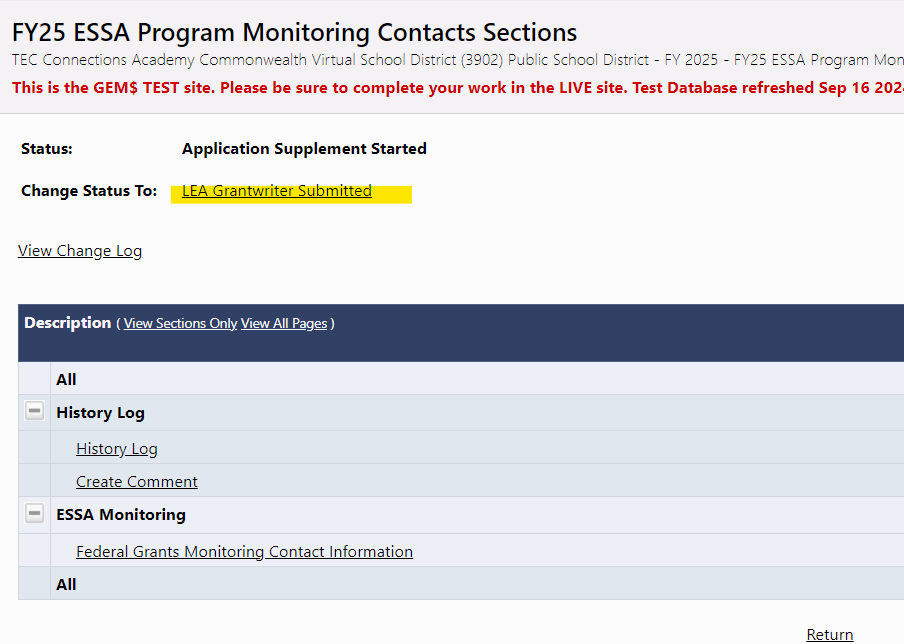 FY25 ESSA Program Monitoring Contacts Sections
TEC Connections Academy Commonwealth Virtual School District (3902) Public School District - FY 2025 - FY25 ESSA Program Mon
This is the GEM$ TEST site. Please be sure to complete your work in the LIVE site. Test Database refreshed Sep 16 202
Status: Application Supplement Started
Change Status To: LEA Grantwriter Submitted
View Change Log
Description ( View Sections Only View All Pages )
All
History Log
History Log
Create Comment
ESSA Monitoring
Federal Grants Monitoring Contact Information
All
Return